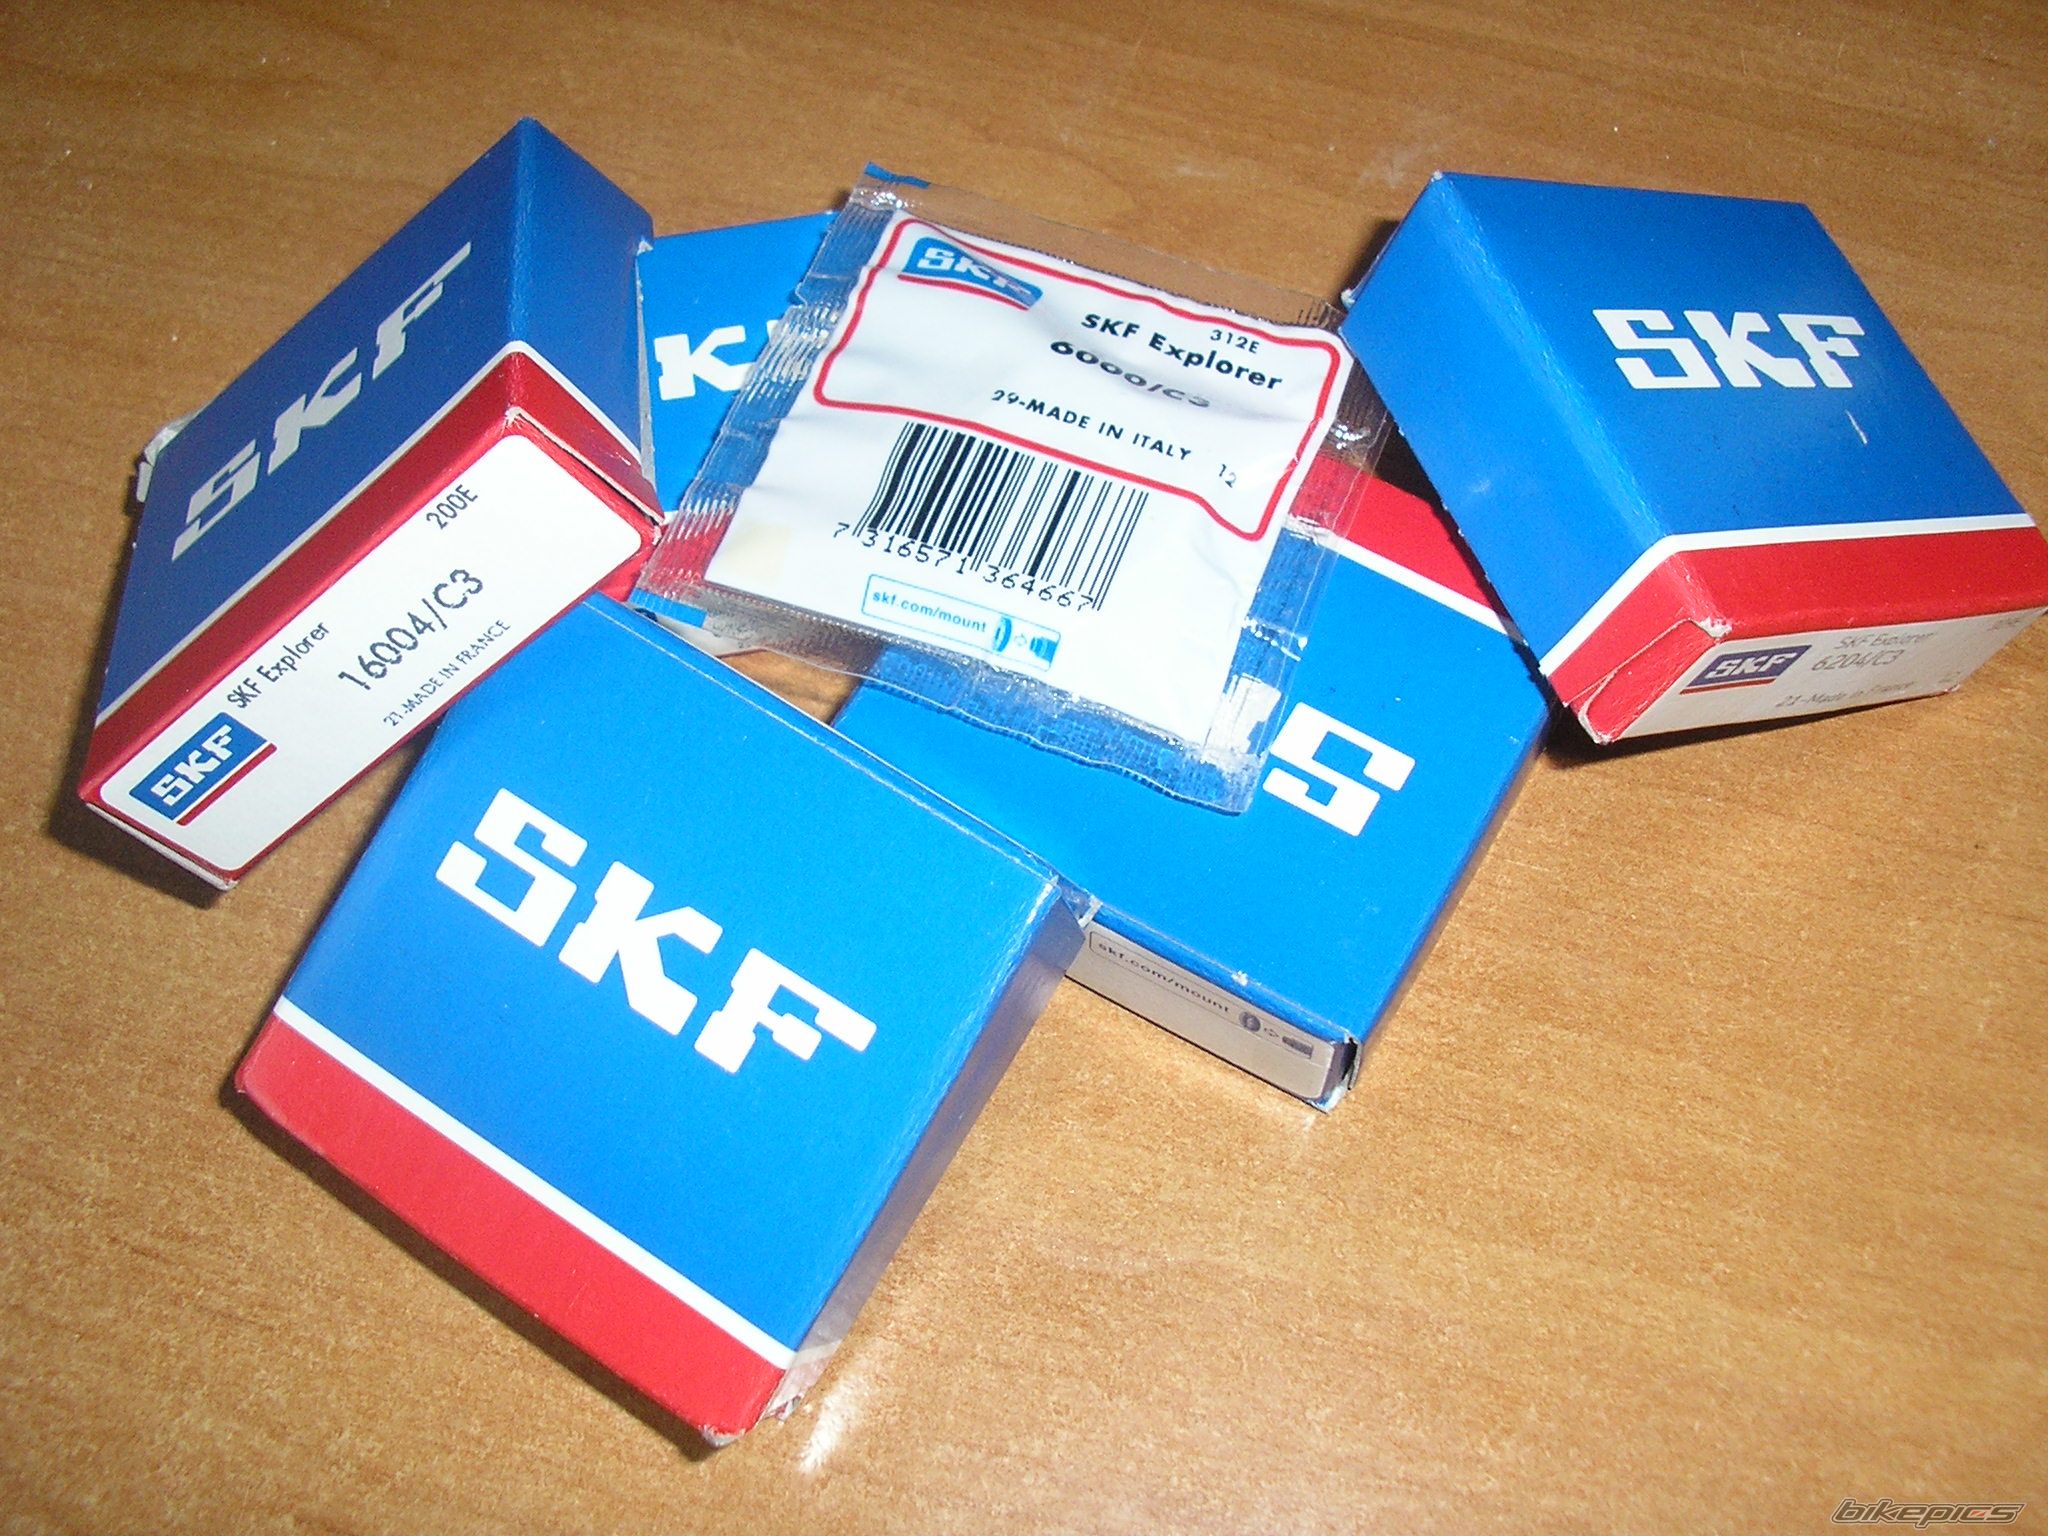 SKF
SKF Explorer
200E
16004/C3
21-MADE IN FRANCE
SKF
K
SKF
312E
SKF Explorer
6000/C3
29-MADE IN ITALY
12
7 316571 364667
skf.com/mount
SKF
SKF
SKF Explorer
6204/C3
21-Made in France
S
skf.com/mount
SKF
bikepics